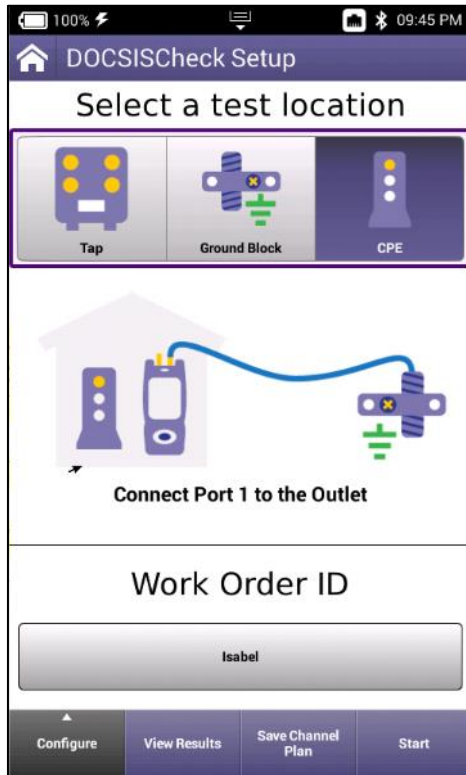 100% 09:45 PM
DOCSISCheck Setup
Select a test location
Tap Ground Block CPE
Connect Port 1 to the Outlet
Work Order ID
Isabel
Configure View Results Save Channel Plan Start